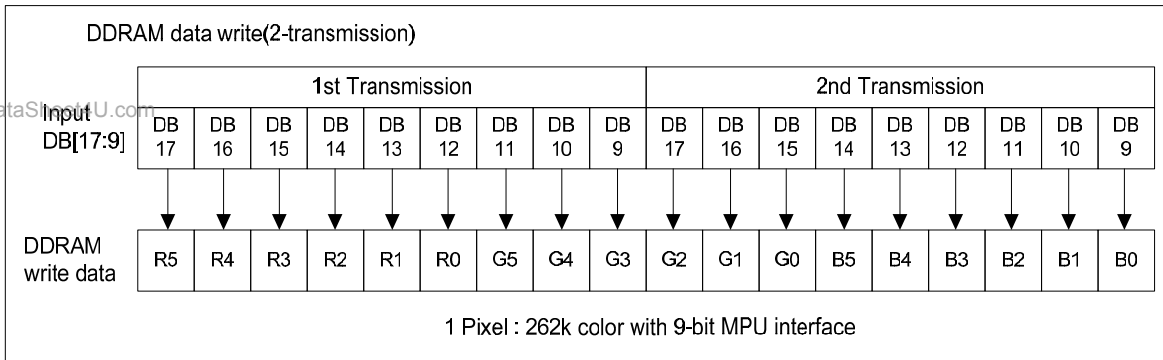 DDRAM data write(2-transmission)
1st Transmission 2nd Transmission
ataSheet4U.com
Input
DB[17:9]
DB 17 DB 16 DB 15 DB 14 DB 13 DB 12 DB 11 DB 10 DB 9 DB 17 DB 16 DB 15 DB 14 DB 13 DB 12 DB 11 DB 10 DB 9
DDRAM
write data
R5 R4 R3 R2 R1 R0 G5 G4 G3 G2 G1 G0 B5 B4 B3 B2 B1 B0
1 Pixel : 262k color with 9-bit MPU interface